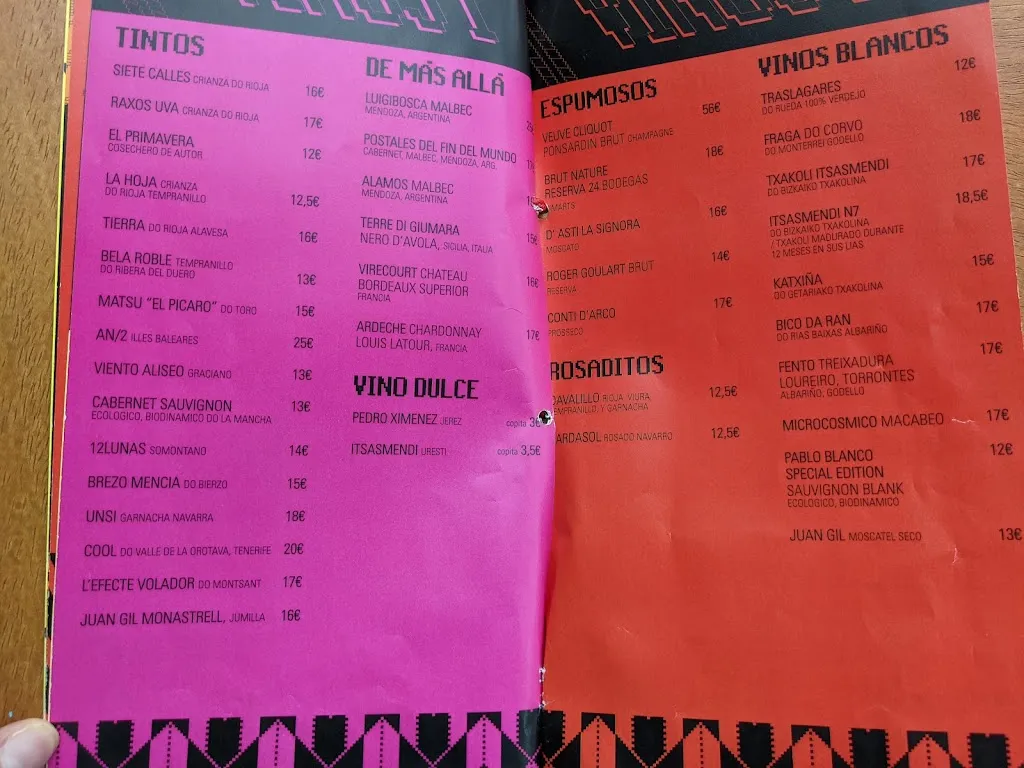 TINTOS
SIETE CALLES CRIANZA DO RIOJA 16€
RAXOS UVA CRIANZA DO RIOJA 17€
EL PRIMAVERA 12€
COSECHERO DE AUTOR
LA HOJA CRIANZA
DO RIOJA TEMPRANILLO 12,5€
TIERRA DO RIOJA ALAVESA 16€
BELA ROBLE TEMPRANILLO
DO RIBERA DEL DUERO 13€
MATSU "EL PICARO" DO TORO 15€
AN/2 ILLES BALEARES 25€
VIENTO ALISEO GRACIANO 13€
CABERNET SAUVIGNON 13€
ECOLOGICO, BIODINAMICO DO LA MANCHA
12LUNAS SOMONTANO 14€
BREZO MENCIA DO BIERZO 15€
UNSI GARNACHA NAVARRA 18€
COOL DO VALLE DE LA OROTAVA, TENERIFE 20€
L'EFECTE VOLADOR DO MONTSANT 17€
JUAN GIL MONASTRELL, JUMILLA 16€
DE MÁS ALLÁ
LUIGIBOSCA MALBEC
MENDOZA, ARGENTINA
POSTALES DEL FIN DEL MUNDO
CABERNET, MALBEC, MENDOZA, ARG.
ALAMOS MALBEC
MENDOZA, ARGENTINA
TERRE DI GIUMARA
NERO D'AVOLA, SICILIA, ITALIA 15€
VIRECOURT CHATEAU
BORDEAUX SUPERIOR 16€
FRANCIA
ARDECHE CHARDONNAY 17€
LOUIS LATOUR, FRANCIA
VINO DULCE
PEDRO XIMENEZ JEREZ copita 3€
ITSASMENDI URESTI copita 3,5€
ESPUMOSOS
VEUVE CLIQUOT 56€
PONSARDIN BRUT CHAMPAGNE
BRUT NATURE 18€
RESERVA 24 BODEGAS
D' ASTI LA SIGNORA 16€
MOSCATO
ROGER GOULART BRUT 14€
RESERVA
CONTI D'ARCO 17€
PROSSECO
ROSADITOS
DAVALILLO RIOJA VIURA, 12,5€
TEMPRANILLO, Y GARNACHA
ARDASOL ROSADO NAVARRO 12,5€
VINOS BLANCOS
TRASLAGARES 12€
DO RUEDA 100% VERDEJO
FRAGA DO CORVO 18€
DO MONTERREI GODELLO
TXAKOLI ITSASMENDI 17€
DO BIZKAIKO TXAKOLINA
ITSASMENDI N7 18,5€
DO BIZKAIKO TXAKOLINA
/ TXAKOLI MADURADO DURANTE
12 MESES EN SUS LIAS
KATXIÑA 15€
DO GETARIAKO TXAKOLINA
BICO DA RAN 17€
DO RIAS BAIXAS ALBARIÑO
FENTO TREIXADURA 17€
LOUREIRO, TORRONTES
ALBARIÑO, GODELLO
MICROCOSMICO MACABEO 17€
PABLO BLANCO 12€
SPECIAL EDITION
SAUVIGNON BLANK
ECOLOGICO, BIODINAMICO
JUAN GIL MOSCATEL SECO 13€